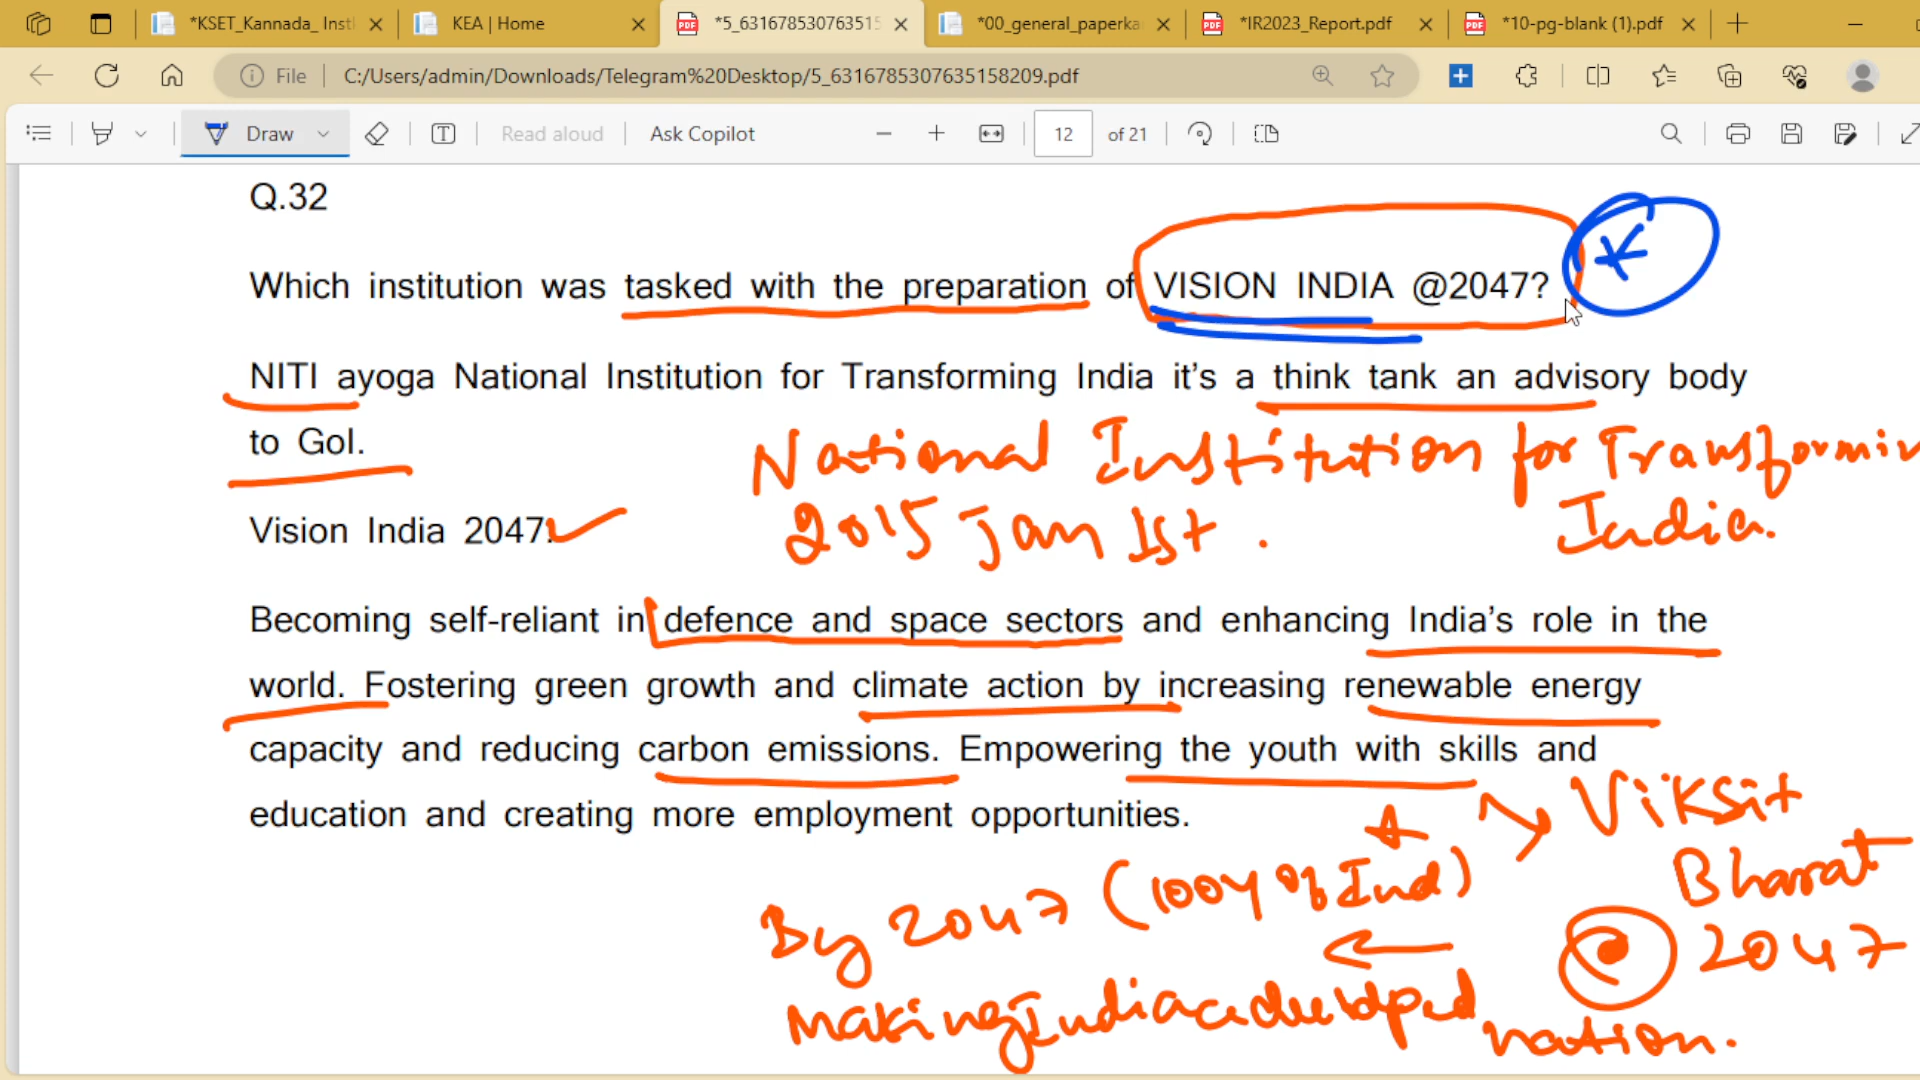 *KSET_Kannada_ Insti
KEA | Home
*5_631678530763515
*00_general_paperka
*IR2023_Report.pdf
*10-pg-blank (1).pdf
File
C:/Users/admin/Downloads/Telegram%20Desktop/5_6316785307635158209.pdf
Draw
Read aloud
Ask Copilot
12
of 21
Q.32
Which institution was tasked with the preparation of VISION INDIA @2047?
NITI ayoga National Institution for Transforming India it's a think tank an advisory body
to GoI.
National Institution for Transformin
India.
2015 Jan 1st.
Vision India 2047.
Becoming self-reliant in defence and space sectors and enhancing India's role in the
world. Fostering green growth and climate action by increasing renewable energy
capacity and reducing carbon emissions. Empowering the youth with skills and
education and creating more employment opportunities.
Viksit
Bharat
2047
By 2047 (100Y of Ind)
making India a developed nation.